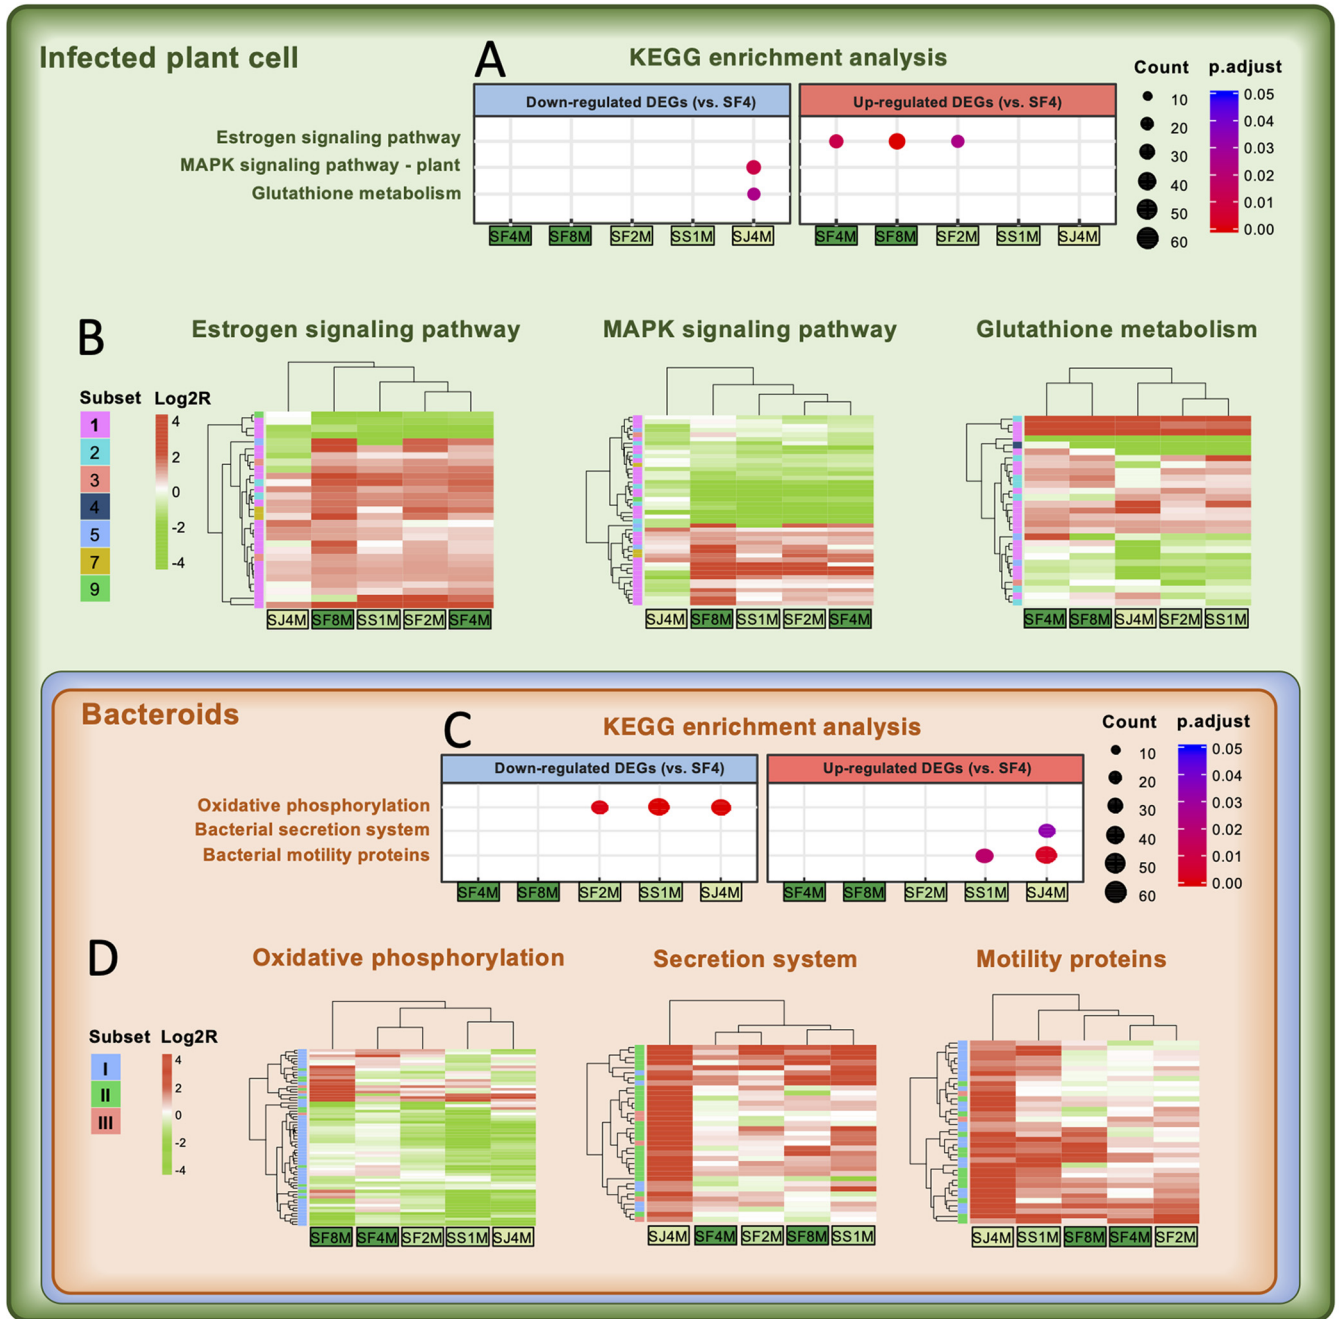 Infected plant cell
A
KEGG enrichment analysis
Count
p.adjust
Down-regulated DEGs (vs. SF4)
Up-regulated DEGs (vs. SF4)
10
20
30
40
50
60
0.05
0.04
0.03
0.02
0.01
0.00
Estrogen signaling pathway
MAPK signaling pathway - plant
Glutathione metabolism
SF4M SF8M SF2M SS1M SJ4M
SF4M SF8M SF2M SS1M SJ4M
B
Estrogen signaling pathway
MAPK signaling pathway
Glutathione metabolism
Subset
Log2R
1
2
3
4
5
7
9
4
2
0
-2
-4
SJ4M SF8M SS1M SF2M SF4M
SJ4M SF8M SS1M SF2M SF4M
SF4M SF8M SJ4M SF2M SS1M
Bacteroids
C
KEGG enrichment analysis
Count
p.adjust
Down-regulated DEGs (vs. SF4)
Up-regulated DEGs (vs. SF4)
10
20
30
40
50
60
0.05
0.04
0.03
0.02
0.01
0.00
Oxidative phosphorylation
Bacterial secretion system
Bacterial motility proteins
SF4M SF8M SF2M SS1M SJ4M
SF4M SF8M SF2M SS1M SJ4M
D
Oxidative phosphorylation
Secretion system
Motility proteins
Subset
Log2R
I
II
III
4
2
0
-2
-4
SF8M SF4M SF2M SS1M SJ4M
SJ4M SF4M SF2M SF8M SS1M
SJ4M SS1M SF8M SF4M SF2M